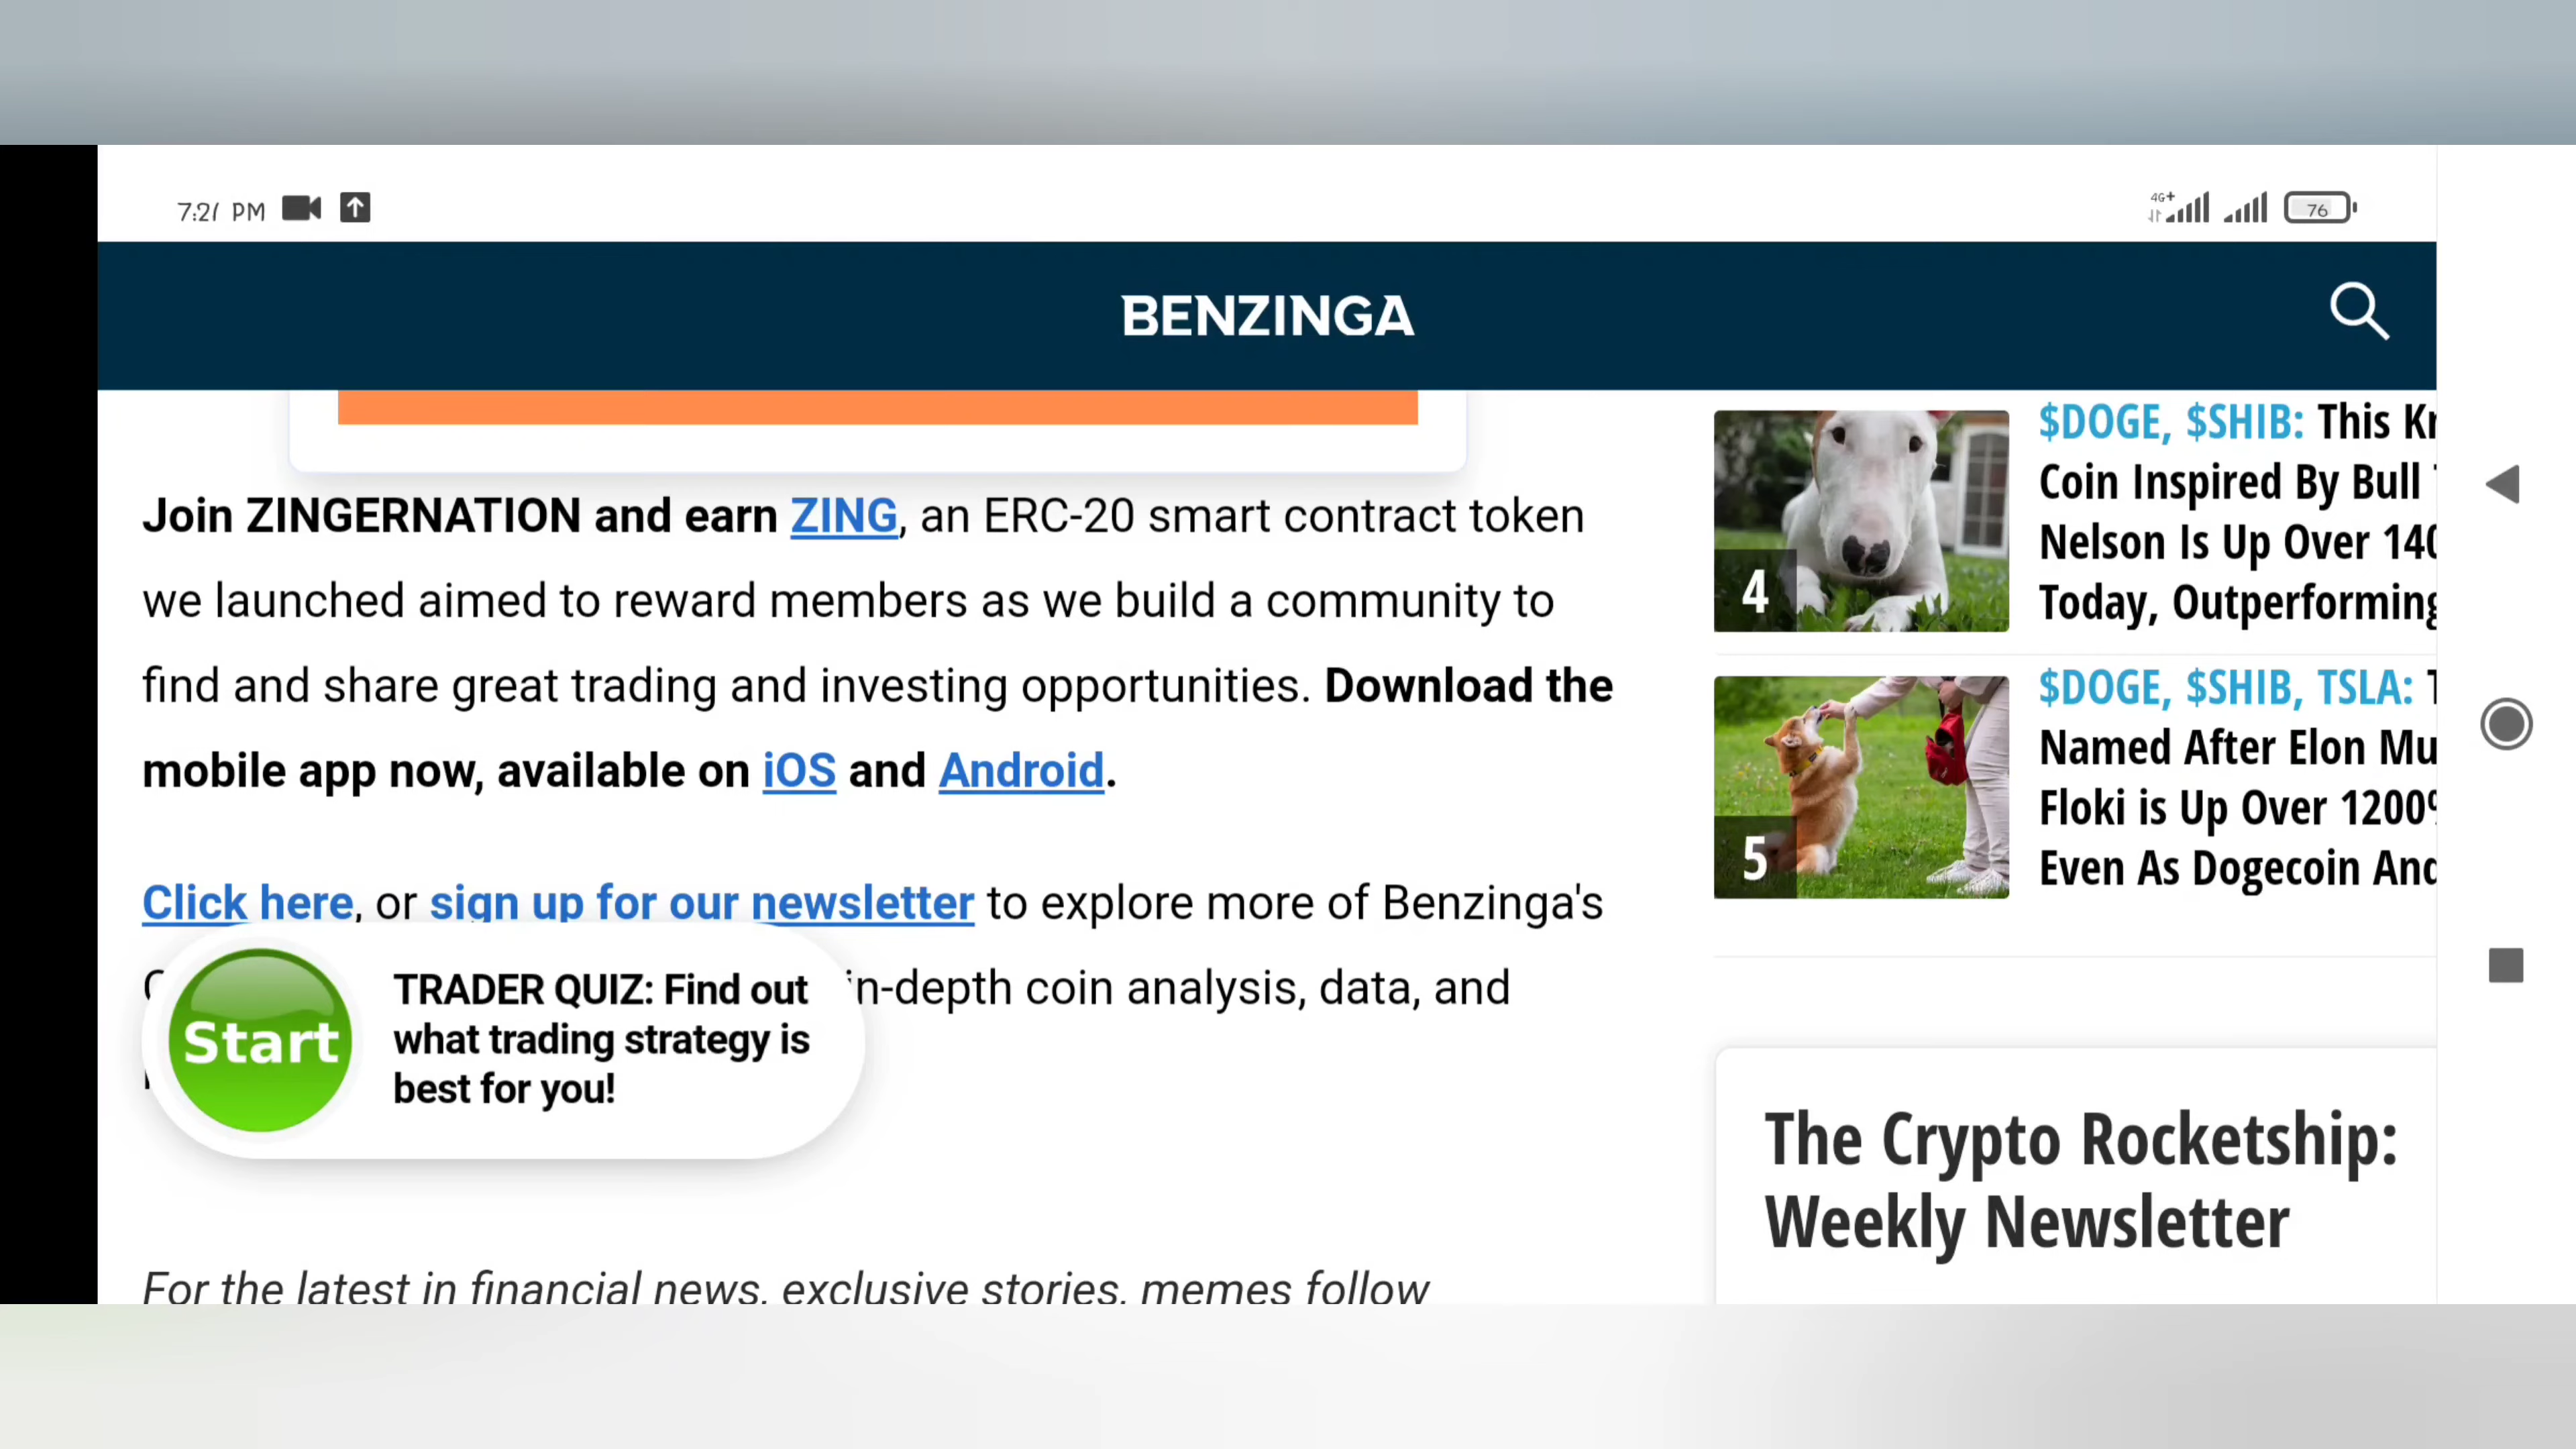 PM
4G+
76
BENZINGA
Join ZINGERNATION and earn ZING, an ERC-20 smart contract token
we launched aimed to reward members as we build a community to
find and share great trading and investing opportunities. Download the
mobile app now, available on iOS and Android.
Click here, or sign up for our newsletter to explore more of Benzinga's
in-depth coin analysis, data, and
Start
TRADER QUIZ: Find out
what trading strategy is
best for you!
For the latest in financial news, exclusive stories, memes follow
4
$DOGE, $SHIB: This
Coin Inspired By Bull
Nelson Is Up Over
Today, Outperforming
5
$DOGE, $SHIB, TSLA:
Named After Elon
Floki is Up Over
Even As Dogecoin
The Crypto Rocketship:
Weekly Newsletter